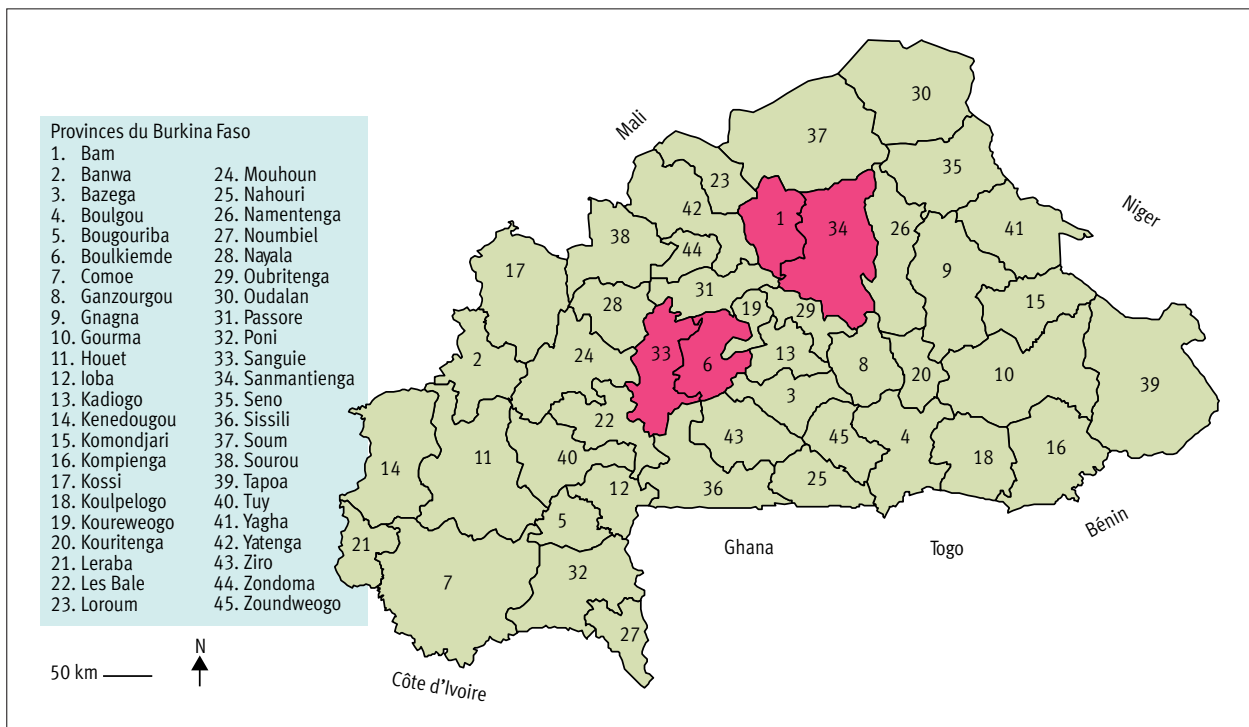 Provinces du Burkina Faso
1. Bam
2. Banwa
3. Bazega
4. Boulgou
5. Bougouriba
6. Boulkiemde
7. Comoe
8. Ganzourgou
9. Gnagna
10. Gourma
11. Houet
12. Ioba
13. Kadiogo
14. Kenedougou
15. Komondjari
16. Kompienga
17. Kossi
18. Koulpelogo
19. Koureweogo
20. Kouritenga
21. Leraba
22. Les Bale
23. Loroum
24. Mouhoun
25. Nahouri
26. Namentenga
27. Noumbiel
28. Nayala
29. Oubritenga
30. Oudalan
31. Passore
32. Poni
33. Sanguie
34. Sanmantienga
35. Seno
36. Sissili
37. Soum
38. Sourou
39. Tapoa
40. Tuy
41. Yagha
42. Yatenga
43. Ziro
44. Zondoma
45. Zoundweogo
50 km
N
Mali
Niger
Bénin
Togo
Ghana
Côte d'Ivoire
30
37
35
23
1
34
42
26
41
38
44
9
17
31
15
28
19
29
2
24
33
6
13
8
20
10
39
3
22
14
11
40
43
45
4
18
16
12
36
25
5
21
7
32
27